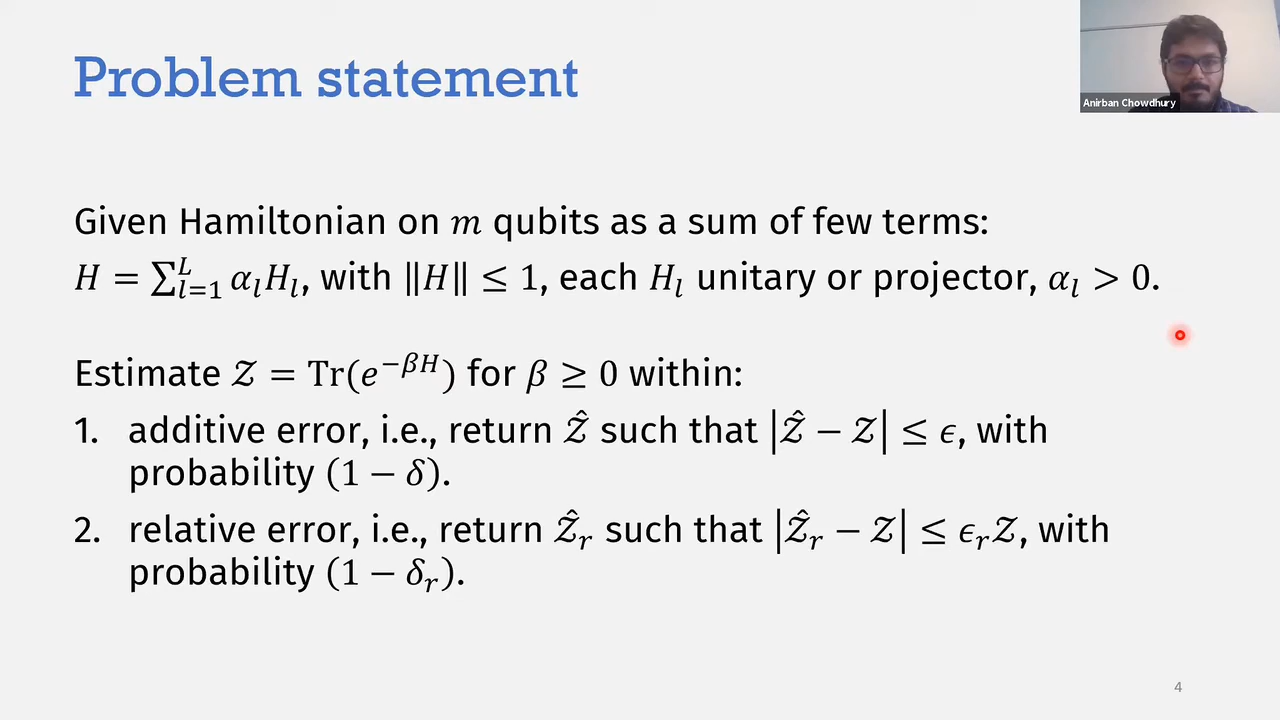 Problem statement
Anirban Chowdhury
Given Hamiltonian on 𝑚 qubits as a sum of few terms:
𝐻 = ∑_{𝑙=1}^{𝐿} 𝛼_𝑙 𝐻_𝑙, with ‖𝐻‖ ≤ 1, each 𝐻_𝑙 unitary or projector, 𝛼_𝑙 > 0.
Estimate 𝒵 = Tr(𝑒^{−𝛽𝐻}) for 𝛽 ≥ 0 within:
1. additive error, i.e., return 𝒵̂ such that |𝒵̂ − 𝒵| ≤ 𝜖, with
probability (1 − 𝛿).
2. relative error, i.e., return 𝒵̂_𝑟 such that |𝒵̂_𝑟 − 𝒵| ≤ 𝜖_𝑟𝒵, with
probability (1 − 𝛿_𝑟).
4